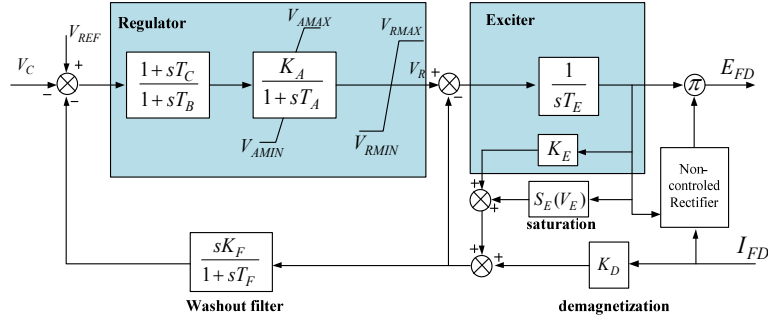 Regulator
Exciter
V_REF
V_C
+
−
−
1 + sT_C
1 + sT_B
V_AMAX
K_A
1 + sT_A
V_AMIN
V_RMAX
V_RMIN
V_R
+
−
1
sT_E
π
E_FD
K_E
+
+
S_E(V_E)
saturation
Non-
controled
Rectifier
I_FD
sK_F
1 + sT_F
Washout filter
+
+
K_D
demagnetization